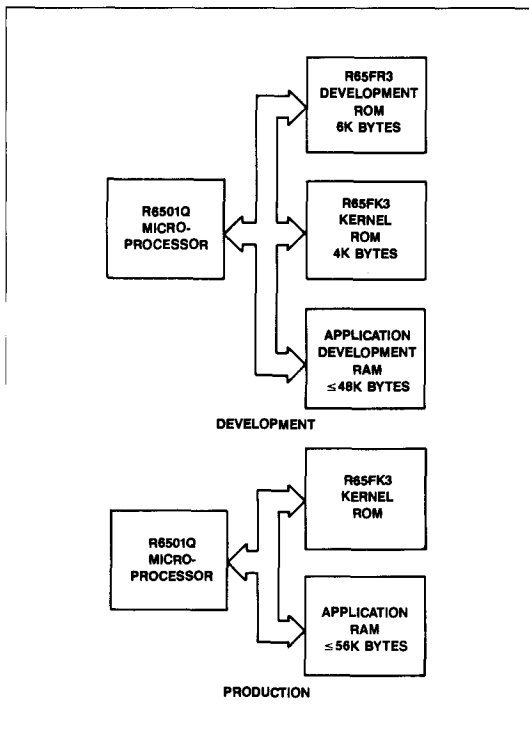 R65FR3
DEVELOPMENT
ROM
6K BYTES
R6501Q
MICRO-
PROCESSOR
R65FK3
KERNEL
ROM
4K BYTES
APPLICATION
DEVELOPMENT
RAM
≤48K BYTES
DEVELOPMENT
R65FK3
KERNEL
ROM
R6501Q
MICRO-
PROCESSOR
APPLICATION
RAM
≤56K BYTES
PRODUCTION